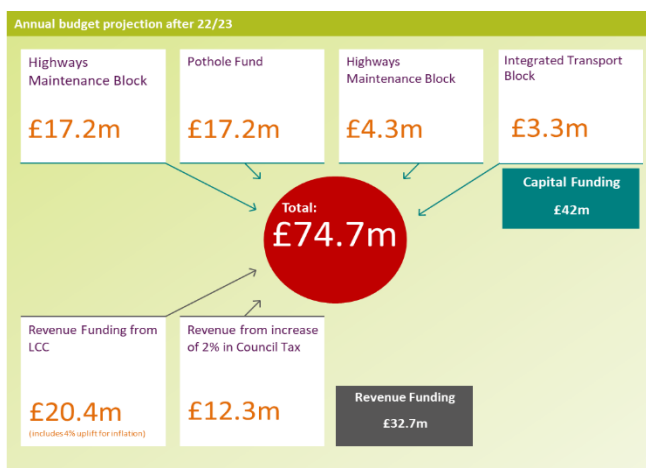 Annual budget projection after 22/23
Highways
Maintenance Block
£17.2m
Pothole Fund
£17.2m
Highways
Maintenance Block
£4.3m
Integrated Transport
Block
£3.3m
Capital Funding
£42m
Total:
£74.7m
Revenue Funding from
LCC
£20.4m
(includes 4% uplift for inflation)
Revenue from increase
of 2% in Council Tax
£12.3m
Revenue Funding
£32.7m